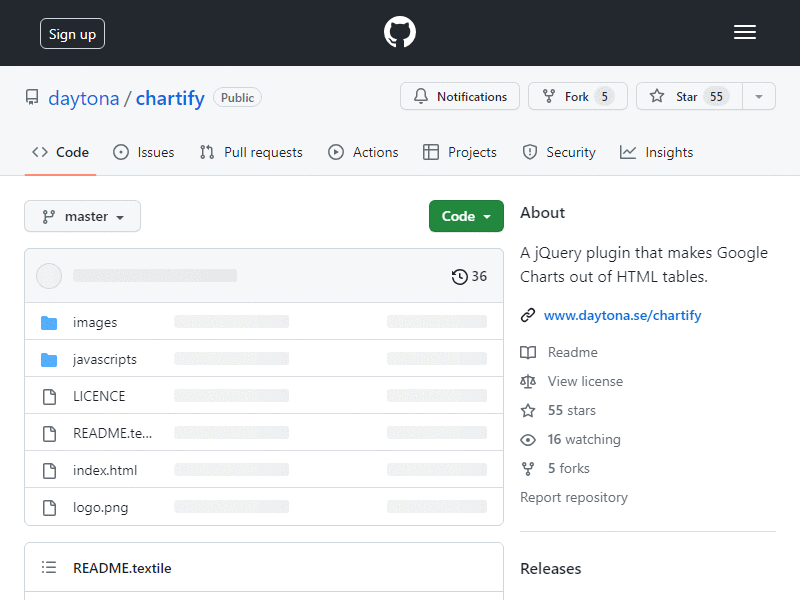 Sign up
daytona / chartify Public
Notifications Fork 5 Star 55
Code Issues Pull requests Actions Projects Security Insights
master Code
36
images
javascripts
LICENCE
README.te...
index.html
logo.png
README.textile
About
A jQuery plugin that makes Google
Charts out of HTML tables.
www.daytona.se/chartify
Readme
View license
55 stars
16 watching
5 forks
Report repository
Releases